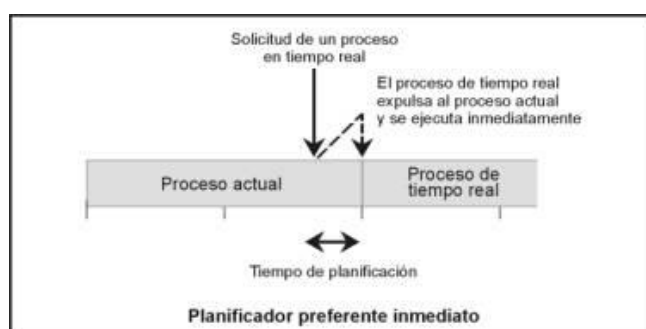 Solicitud de un proceso
en tiempo real
El proceso de tiempo real
expulsa al proceso actual
y se ejecuta inmediatamente
Proceso actual
Proceso de
tiempo real
Tiempo de planificación
Planificador preferente inmediato